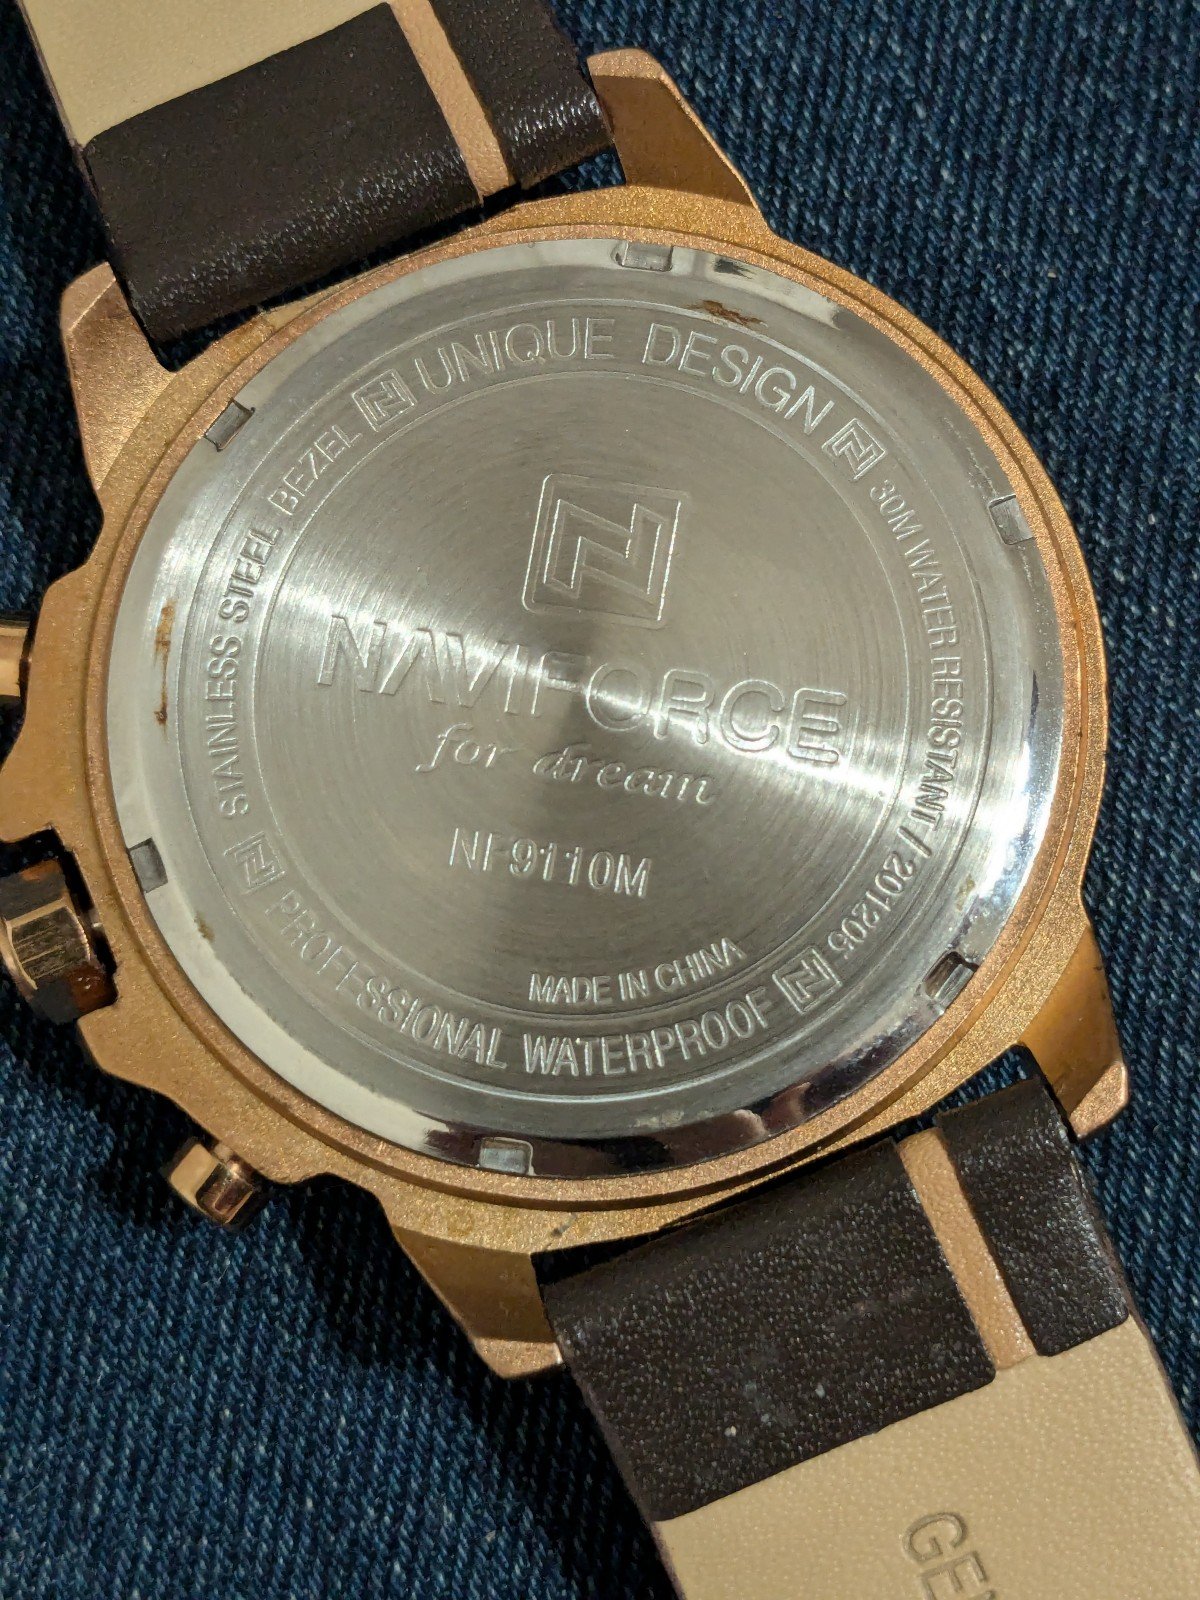 UNIQUE DESIGN
30M WATER RESISTANT / 201205
PROFESSIONAL WATERPROOF
STAINLESS STEEL BEZEL
NAVIFORCE
for dream
NF9110M
MADE IN CHINA